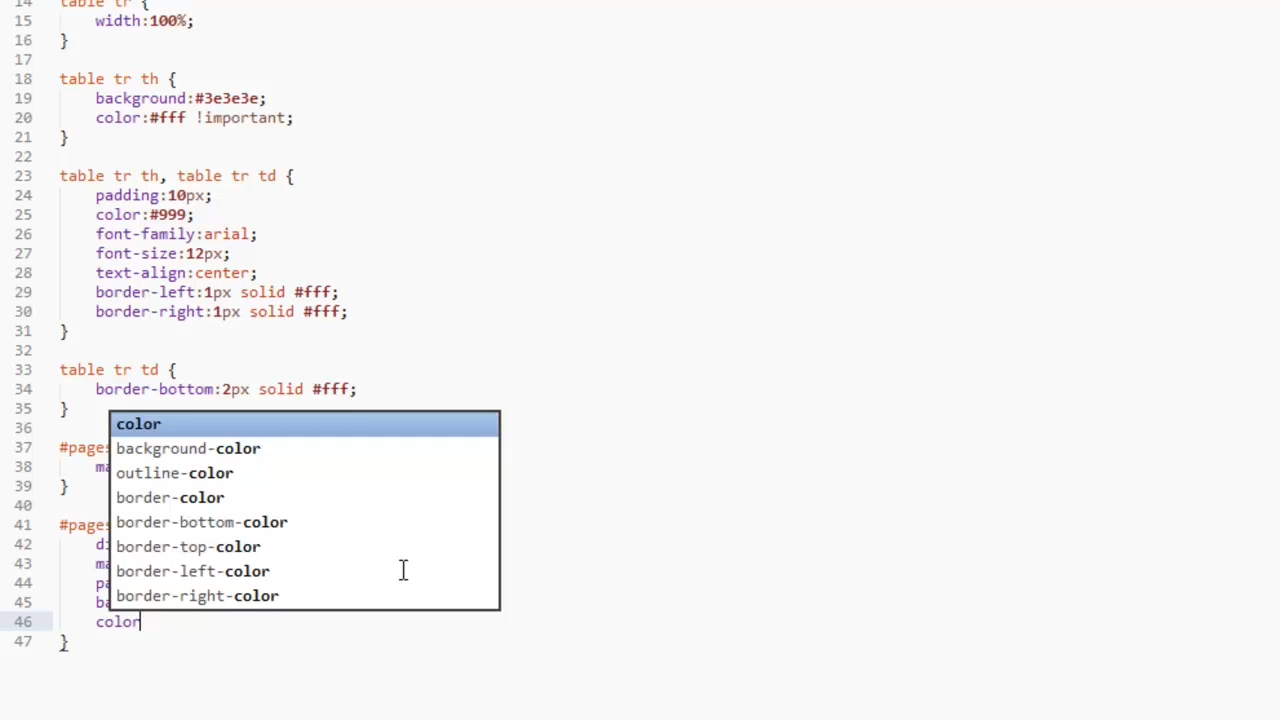 14 table tr {
15 width:100%;
16 }
17
18 table tr th {
19 background:#3e3e3e;
20 color:#fff !important;
21 }
22
23 table tr th, table tr td {
24 padding:10px;
25 color:#999;
26 font-family:arial;
27 font-size:12px;
28 text-align:center;
29 border-left:1px solid #fff;
30 border-right:1px solid #fff;
31 }
32
33 table tr td {
34 border-bottom:2px solid #fff;
35 }
36
color
37 #pages
background-color
38 ma
outline-color
39 }
border-color
40
border-bottom-color
41 #pages
42 di
border-top-color
43 ma
border-left-color
44 pa
border-right-color
45 ba
46 color
47 }